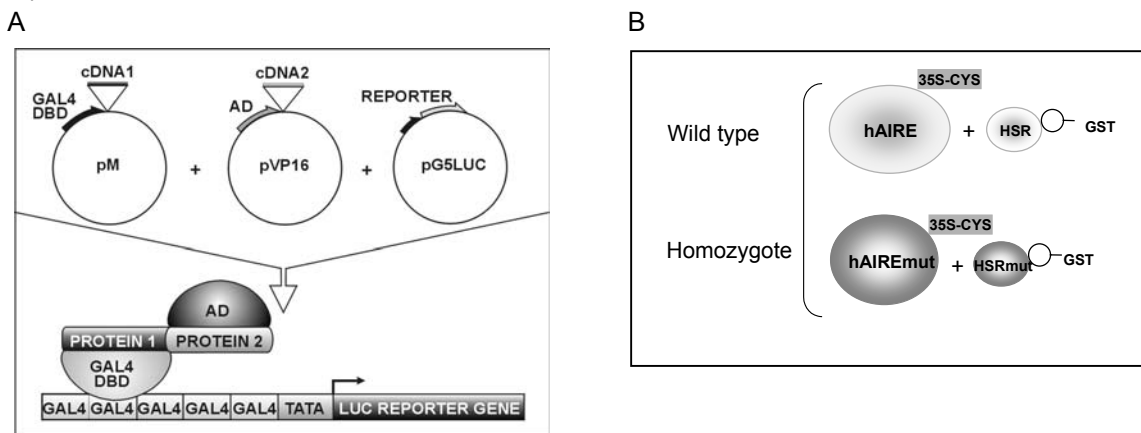 A
cDNA1
cDNA2
GAL4
DBD
AD
REPORTER
pM
+
pVP16
+
pG5LUC
AD
PROTEIN 1
PROTEIN 2
GAL4
DBD
GAL4 GAL4 GAL4 GAL4 GAL4 TATA LUC REPORTER GENE
B
35S-CYS
Wild type
hAIRE
+
HSR
GST
35S-CYS
Homozygote
hAIREmut
+
HSRmut
GST